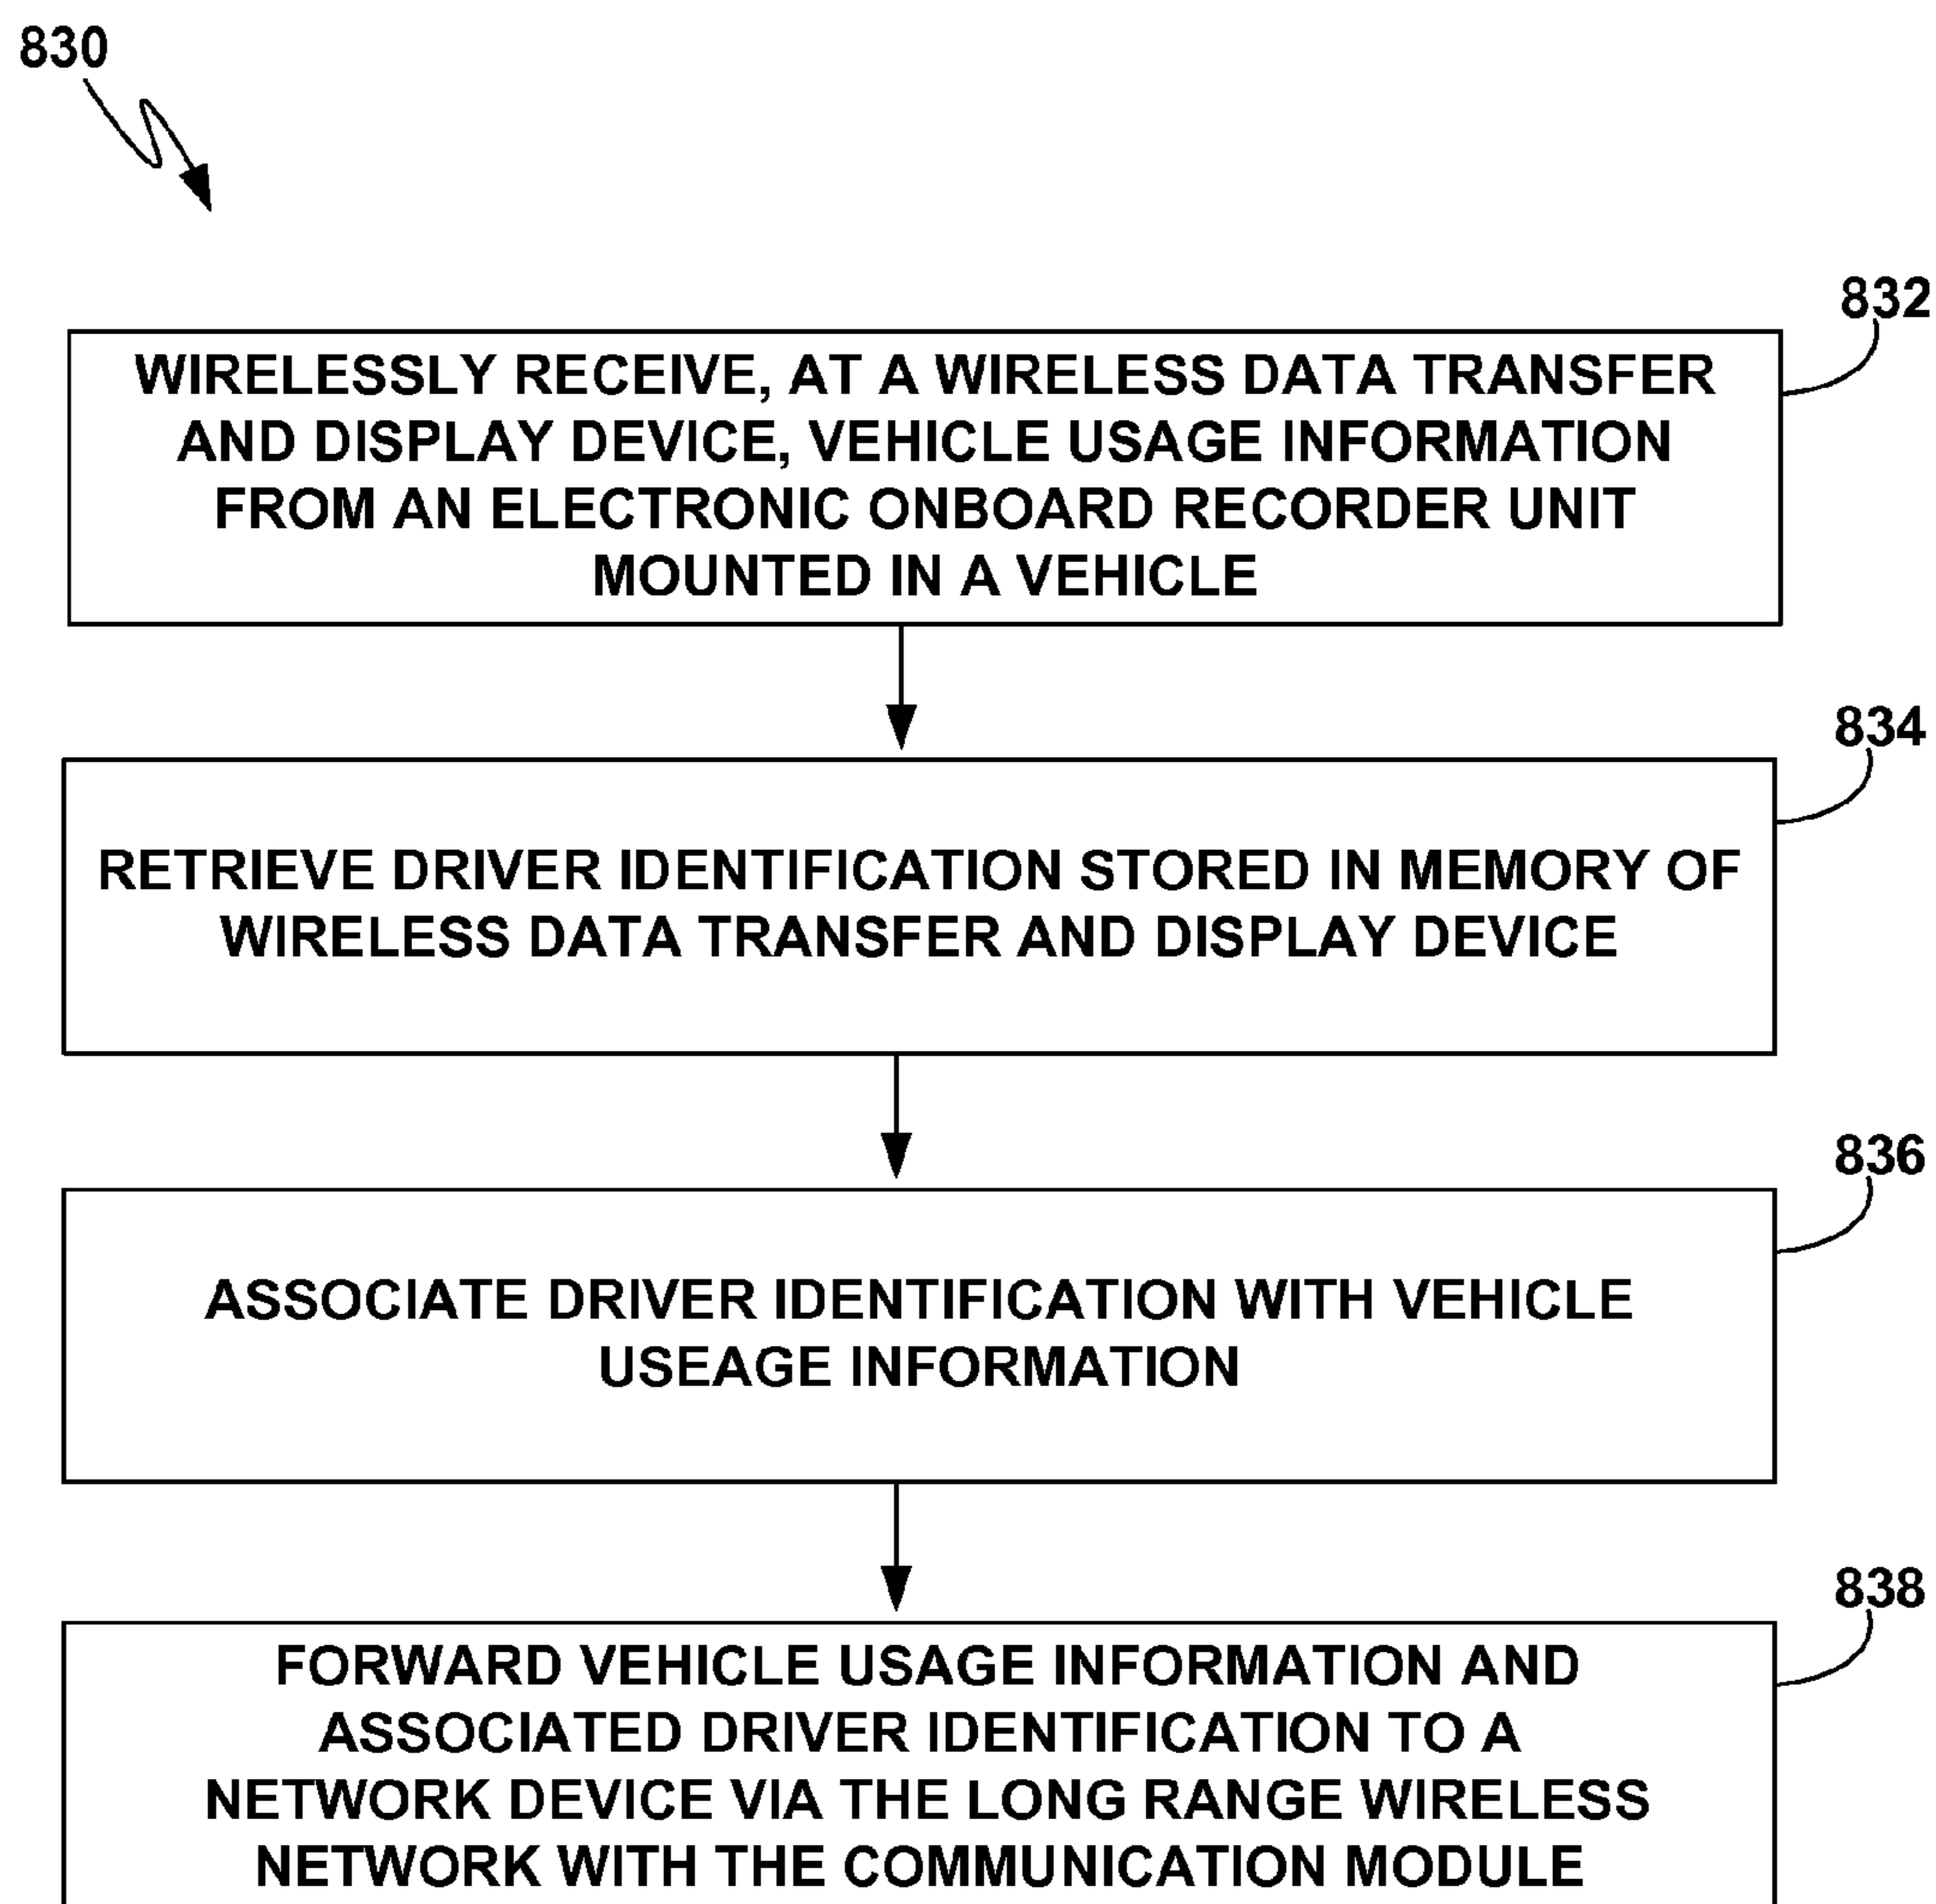 830
832
WIRELESSLY RECEIVE, AT A WIRELESS DATA TRANSFER
AND DISPLAY DEVICE, VEHICLE USAGE INFORMATION
FROM AN ELECTRONIC ONBOARD RECORDER UNIT
MOUNTED IN A VEHICLE
834
RETRIEVE DRIVER IDENTIFICATION STORED IN MEMORY OF
WIRELESS DATA TRANSFER AND DISPLAY DEVICE
836
ASSOCIATE DRIVER IDENTIFICATION WITH VEHICLE
USEAGE INFORMATION
838
FORWARD VEHICLE USAGE INFORMATION AND
ASSOCIATED DRIVER IDENTIFICATION TO A
NETWORK DEVICE VIA THE LONG RANGE WIRELESS
NETWORK WITH THE COMMUNICATION MODULE